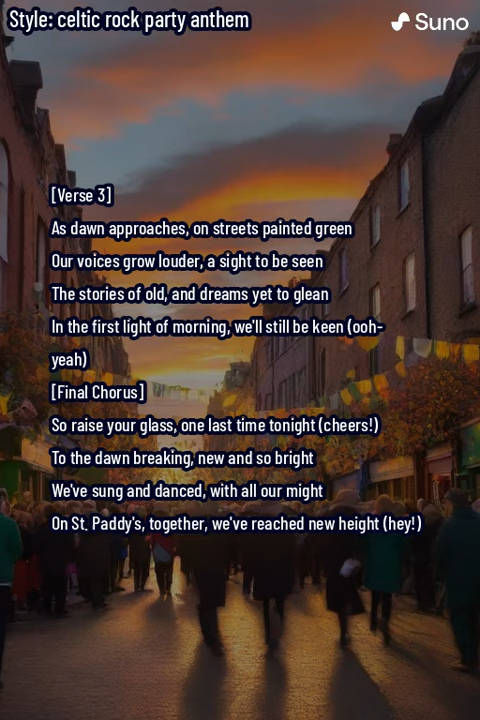 Style: celtic rock party anthem
Suno
[Verse 3]
As dawn approaches, on streets painted green
Our voices grow louder, a sight to be seen
The stories of old, and dreams yet to glean
In the first light of morning, we'll still be keen (ooh-
yeah)
[Final Chorus]
So raise your glass, one last time tonight (cheers!)
To the dawn breaking, new and so bright
We've sung and danced, with all our might
On St. Paddy's, together, we've reached new height (hey!)